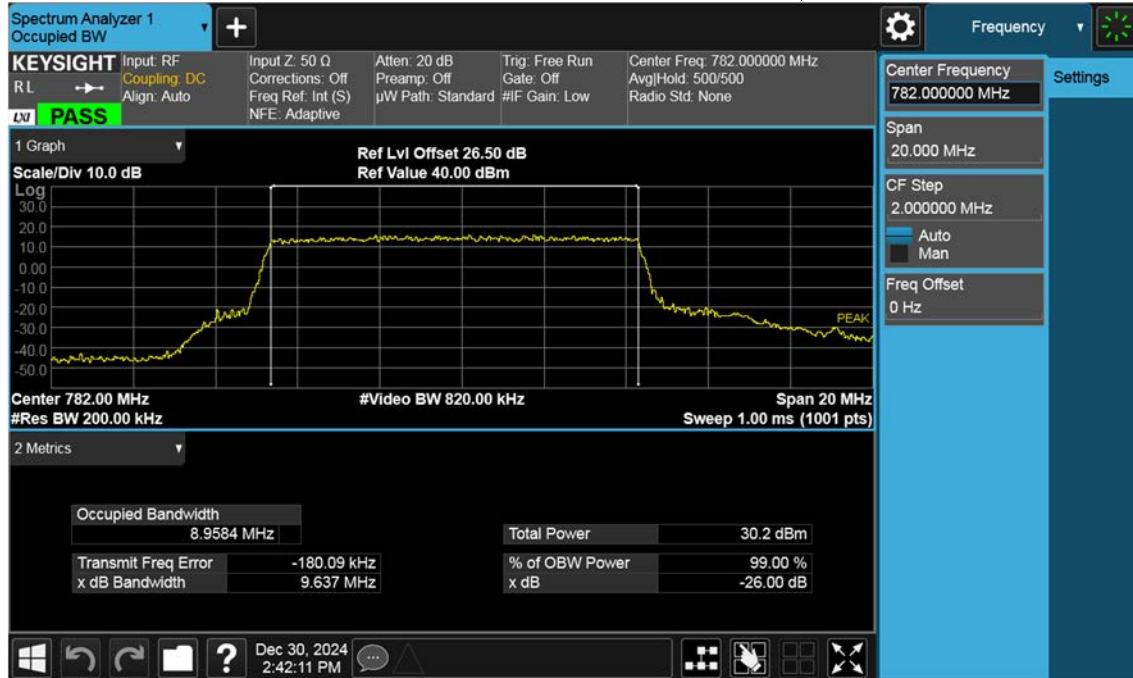 Spectrum Analyzer 1
Occupied BW
Frequency
KEYSIGHT
R L
LXI PASS
Input: RF
Coupling: DC
Align: Auto
Input Z: 50 Ω
Corrections: Off
Freq Ref: Int (S)
NFE: Adaptive
Atten: 20 dB
Preamp: Off
µW Path: Standard
Trig: Free Run
Gate: Off
#IF Gain: Low
Center Freq: 782.000000 MHz
Avg|Hold: 500/500
Radio Std: None
Center Frequency
782.000000 MHz
Settings
Span
20.000 MHz
CF Step
2.000000 MHz
Auto
Man
Freq Offset
0 Hz
1 Graph
Scale/Div 10.0 dB
Ref Lvl Offset 26.50 dB
Ref Value 40.00 dBm
Log
30.0
20.0
10.0
0.00
-10.0
-20.0
-30.0
-40.0
-50.0
PEAK
Center 782.00 MHz
#Video BW 820.00 kHz
Span 20 MHz
#Res BW 200.00 kHz
Sweep 1.00 ms (1001 pts)
2 Metrics
Occupied Bandwidth
8.9584 MHz
Total Power 30.2 dBm
Transmit Freq Error -180.09 kHz
% of OBW Power 99.00 %
x dB Bandwidth 9.637 MHz
x dB -26.00 dB
?
Dec 30, 2024
2:42:11 PM